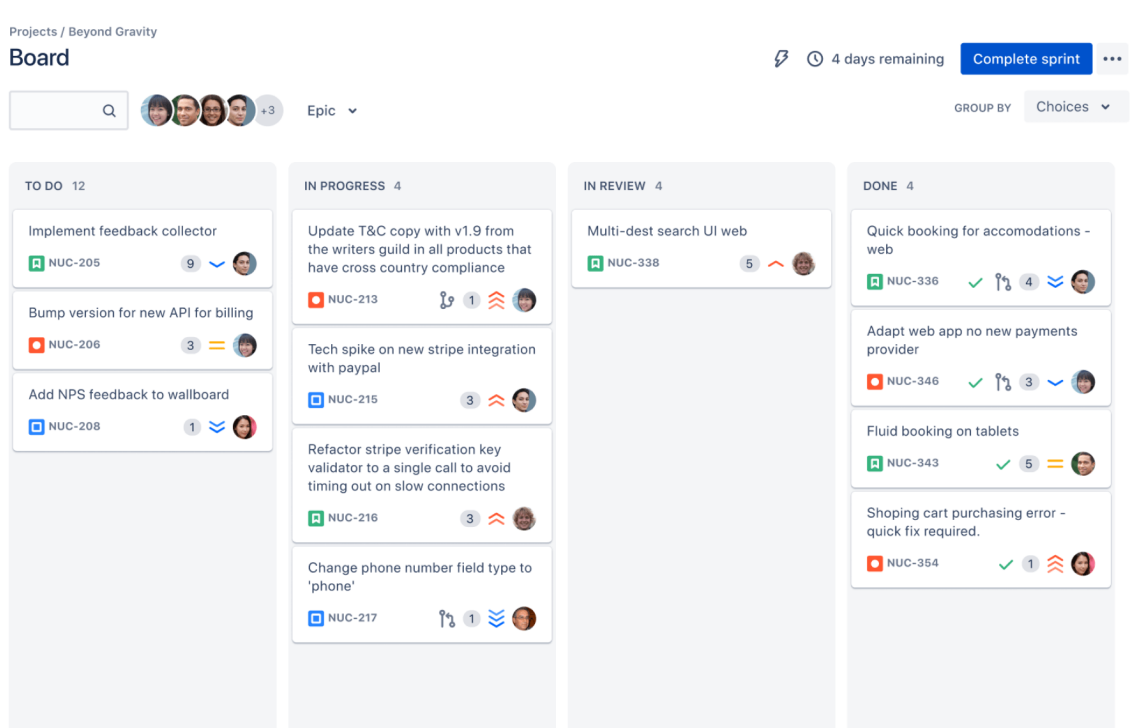 Projects / Beyond Gravity
Board
4 days remaining
Complete sprint
+3
Epic
GROUP BY
Choices
TO DO 12
Implement feedback collector
NUC-205
9
Bump version for new API for billing
NUC-206
3
Add NPS feedback to wallboard
NUC-208
1
IN PROGRESS 4
Update T&C copy with v1.9 from
the writers guild in all products that
have cross country compliance
NUC-213
1
Tech spike on new stripe integration
with paypal
NUC-215
3
Refactor stripe verification key
validator to a single call to avoid
timing out on slow connections
NUC-216
3
Change phone number field type to
'phone'
NUC-217
1
IN REVIEW 4
Multi-dest search UI web
NUC-338
5
DONE 4
Quick booking for accomodations -
web
NUC-336
4
Adapt web app no new payments
provider
NUC-346
3
Fluid booking on tablets
NUC-343
5
Shoping cart purchasing error -
quick fix required.
NUC-354
1